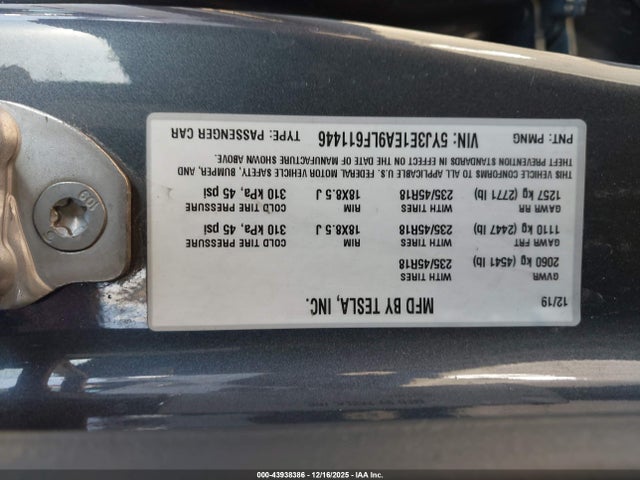 MFD BY TESLA, INC. 12/19
GVWR
2060 kg (4541 lb) WITH TIRES 235/45R18
GAWR FRT WITH TIRES RIM COLD TIRE PRESSURE
1110 kg (2447 lb) 235/45R18 18X8.5 J 310 kPa, 45 psi
GAWR RR WITH TIRES RIM COLD TIRE PRESSURE
1257 kg (2771 lb) 235/45R18 18X8.5 J 310 kPa, 45 psi
THIS VEHICLE CONFORMS TO ALL APPLICABLE U.S. FEDERAL MOTOR VEHICLE SAFETY, BUMPER, AND
THEFT PREVENTION STANDARDS IN EFFECT ON THE DATE OF MANUFACTURE SHOWN ABOVE.
VIN: 5YJ3E1EA9LF611446 TYPE: PASSENGER CAR
PNT: PMNG
109
000-43938386 - 12/16/2025 - IAA Inc.